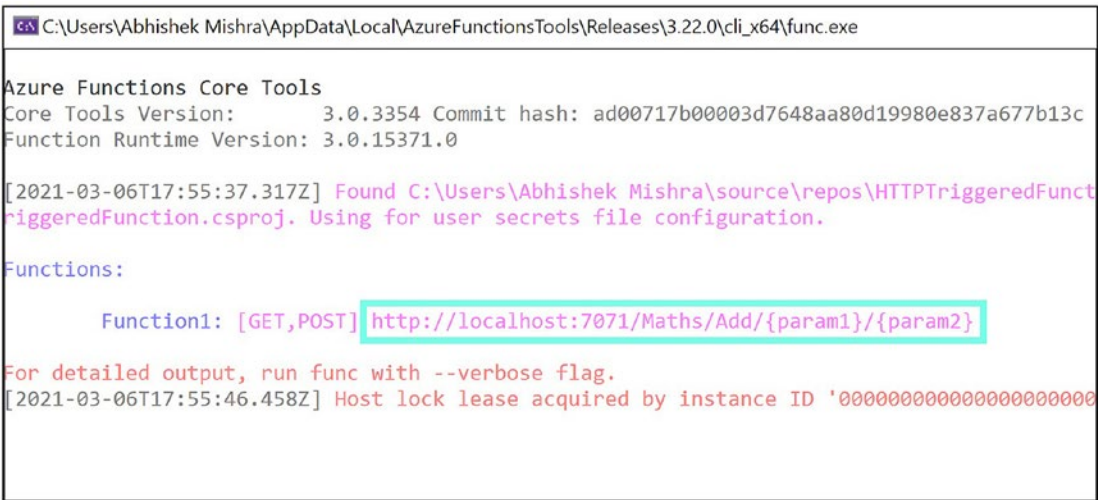 C:\Users\Abhishek Mishra\AppData\Local\AzureFunctionsTools\Releases\3.22.0\cli_x64\func.exe
Azure Functions Core Tools
Core Tools Version:       3.0.3354 Commit hash: ad00717b00003d7648aa80d19980e837a677b13c
Function Runtime Version: 3.0.15371.0
[2021-03-06T17:55:37.317Z] Found C:\Users\Abhishek Mishra\source\repos\HTTPTriggeredFunct
riggeredFunction.csproj. Using for user secrets file configuration.
Functions:
Function1: [GET,POST] http://localhost:7071/Maths/Add/{param1}/{param2}
For detailed output, run func with --verbose flag.
[2021-03-06T17:55:46.458Z] Host lock lease acquired by instance ID '0000000000000000000000